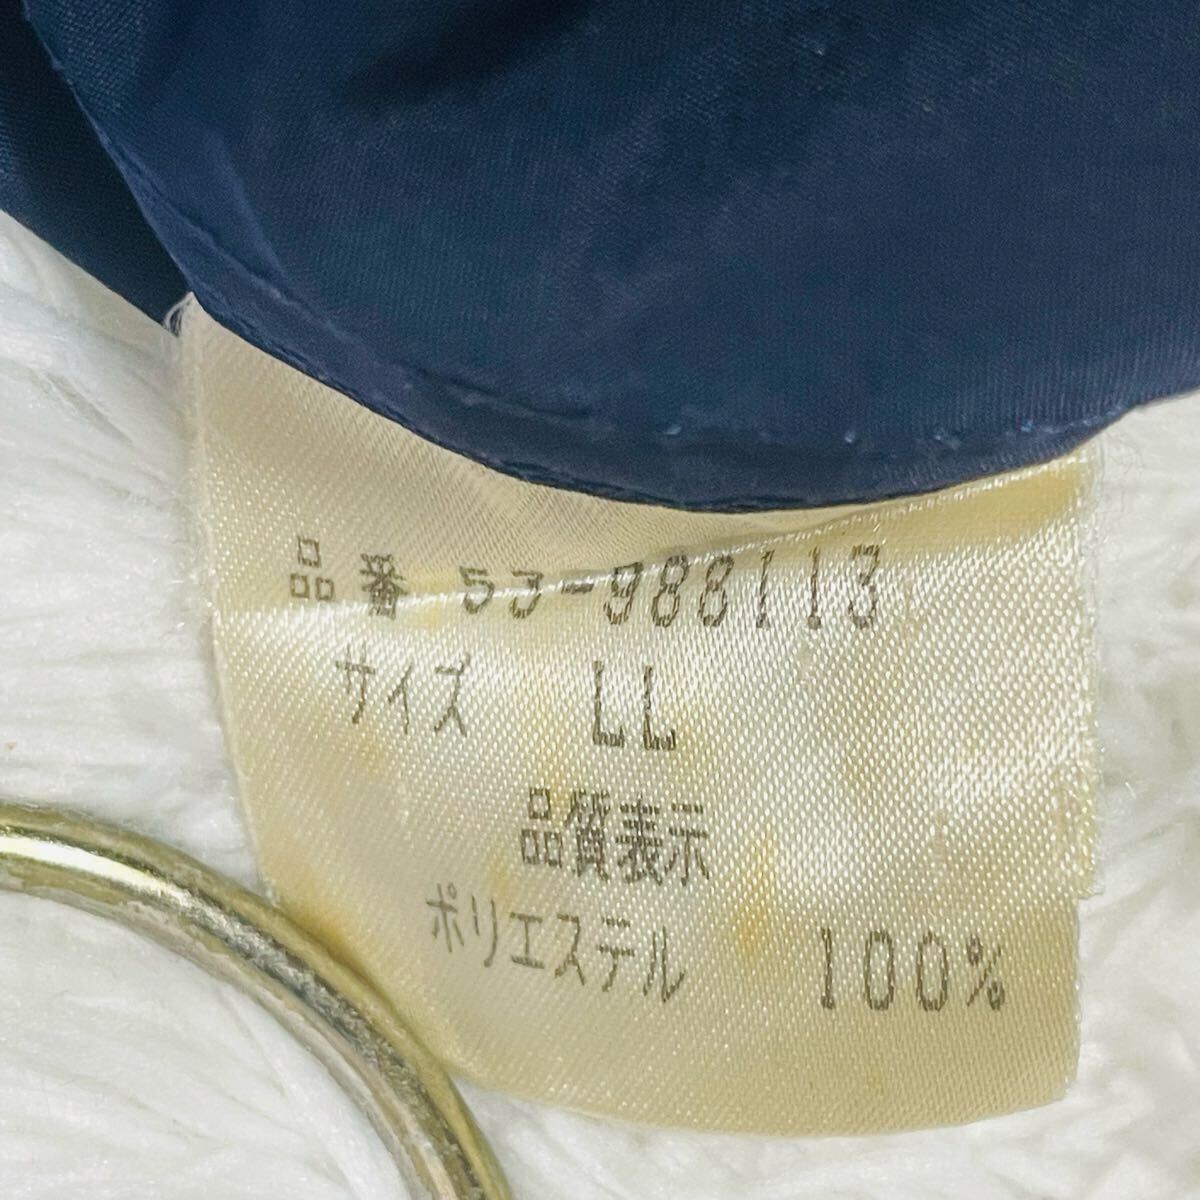 品番 53-988113
サイズ LL
品質表示
ポリエステル 100%